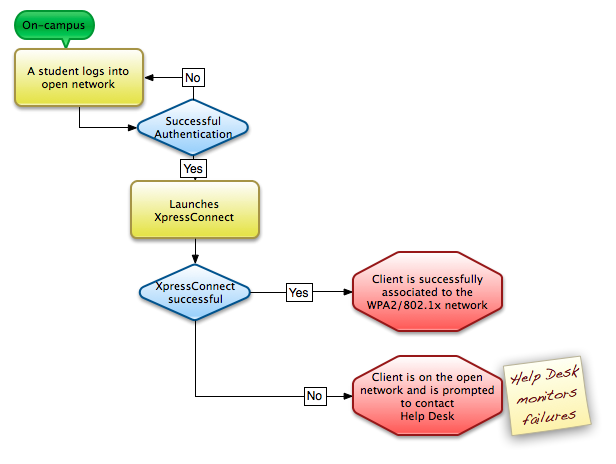 On-campus
A student logs into
open network
No
Successful
Authentication
Yes
Launches
XpressConnect
XpressConnect
successful
Yes
Client is successfully
associated to the
WPA2/802.1x network
No
Client is on the open
network and is prompted
to contact
Help Desk
Help Desk
monitors
failures